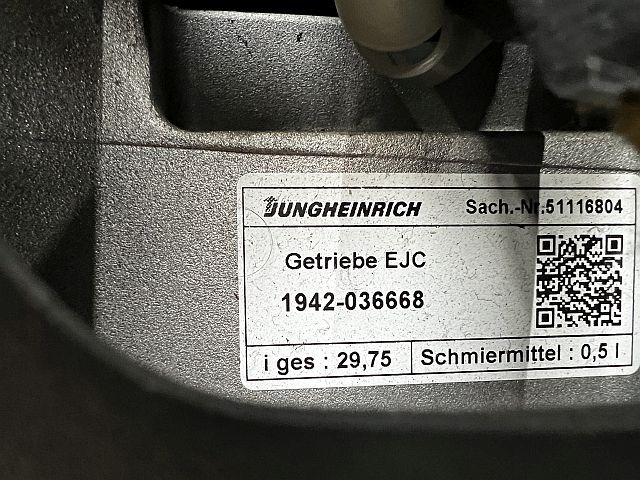 JUNGHEINRICH Sach.-Nr.51116804
Getriebe EJC
1942-036668
i ges : 29,75 Schmiermittel : 0,5 l